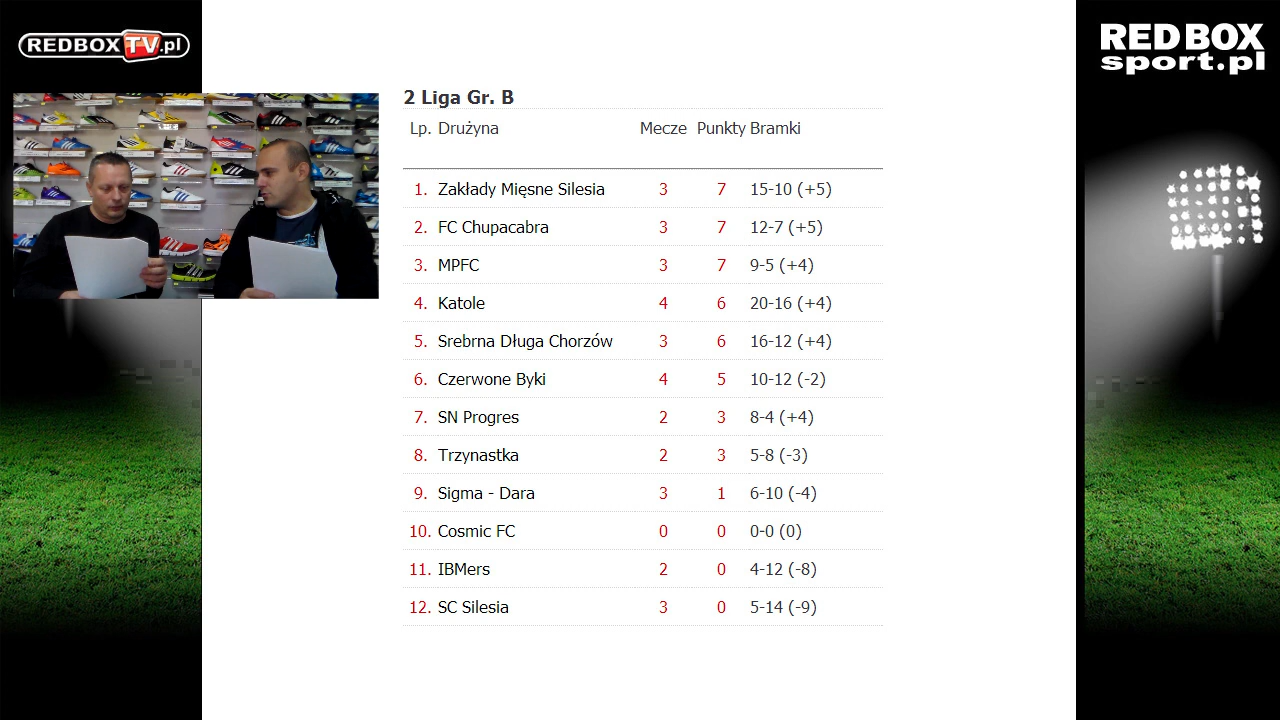 REDBOXTV.pl
RED BOX
sport.pl
2 Liga Gr. B
Lp. Drużyna Mecze Punkty Bramki
1. Zakłady Mięsne Silesia 3 7 15-10 (+5)
2. FC Chupacabra 3 7 12-7 (+5)
3. MPFC 3 7 9-5 (+4)
4. Katole 4 6 20-16 (+4)
5. Srebrna Długa Chorzów 3 6 16-12 (+4)
6. Czerwone Byki 4 5 10-12 (-2)
7. SN Progres 2 3 8-4 (+4)
8. Trzynastka 2 3 5-8 (-3)
9. Sigma - Dara 3 1 6-10 (-4)
10. Cosmic FC 0 0 0-0 (0)
11. IBMers 2 0 4-12 (-8)
12. SC Silesia 3 0 5-14 (-9)